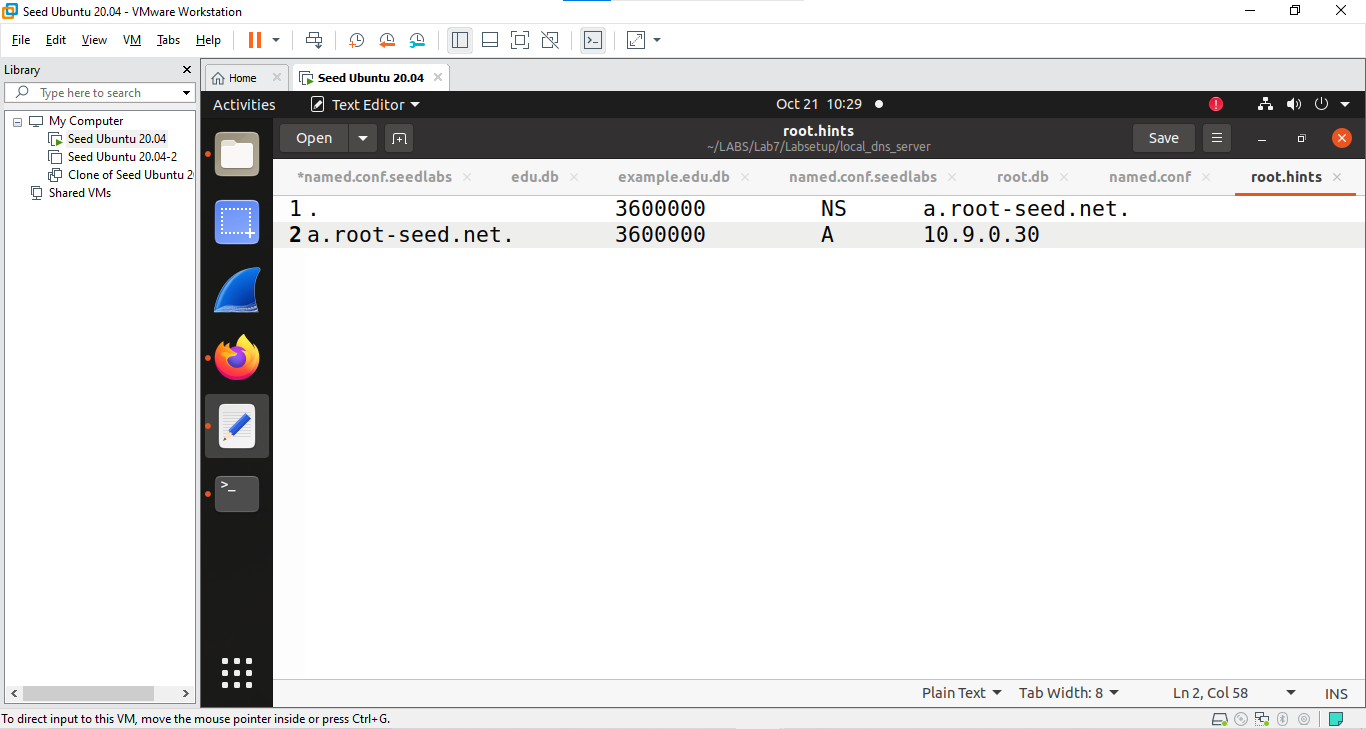 Seed Ubuntu 20.04 - VMware Workstation
File Edit View VM Tabs Help
Library
Type here to search
My Computer
Seed Ubuntu 20.04
Seed Ubuntu 20.04-2
Clone of Seed Ubuntu 2
Shared VMs
Home Seed Ubuntu 20.04
Activities Text Editor Oct 21 10:29
Open root.hints Save
~/LABS/Lab7/Labsetup/local_dns_server
*named.conf.seedlabs edu.db example.edu.db named.conf.seedlabs root.db named.conf root.hints
1 . 3600000 NS a.root-seed.net.
2 a.root-seed.net. 3600000 A 10.9.0.30
Plain Text Tab Width: 8 Ln 2, Col 58 INS
To direct input to this VM, move the mouse pointer inside or press Ctrl+G.